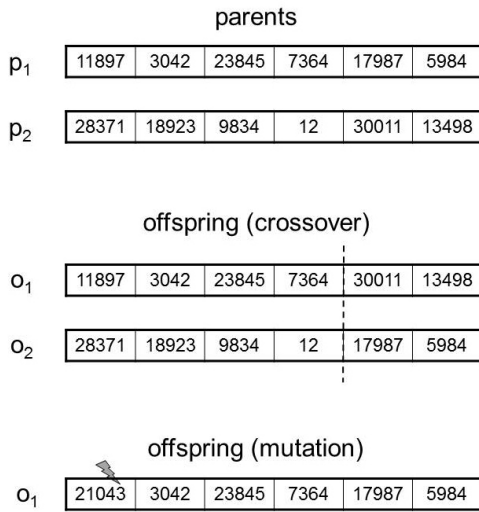 parents
p1 11897 3042 23845 7364 17987 5984
p2 28371 18923 9834 12 30011 13498
offspring (crossover)
o1 11897 3042 23845 7364 30011 13498
o2 28371 18923 9834 12 17987 5984
offspring (mutation)
o1 21043 3042 23845 7364 17987 5984